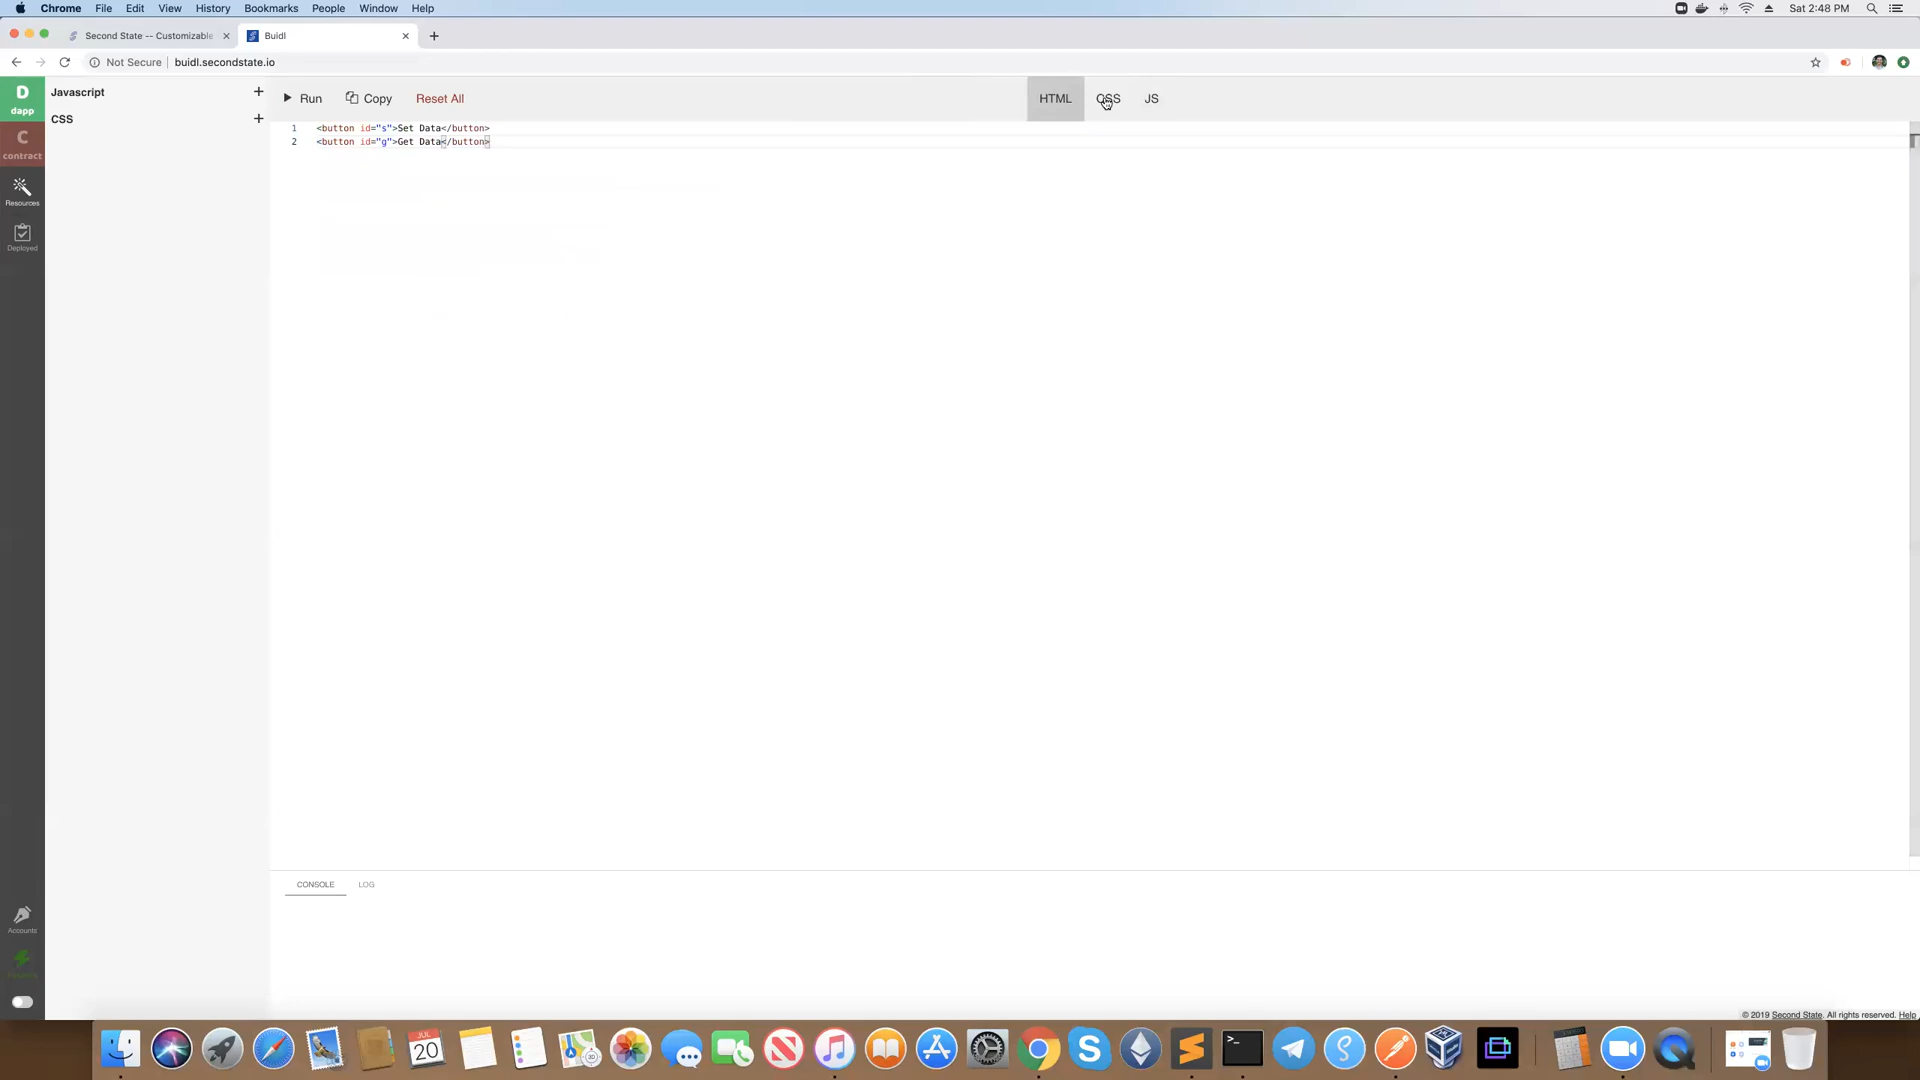 Chrome File Edit View History Bookmarks People Window Help
Sat 2:48 PM
Second State -- Customizable
Buidl
Not Secure buidl.secondstate.io
D
dapp
C
contract
Resources
Deployed
Accounts
Javascript +
CSS +
Run Copy Reset All
HTML CSS JS
1 <button id="s">Set Data</button>
2 <button id="g">Get Data</button>
CONSOLE LOG
© 2019 Second State. All rights reserved. Help
JUL
20